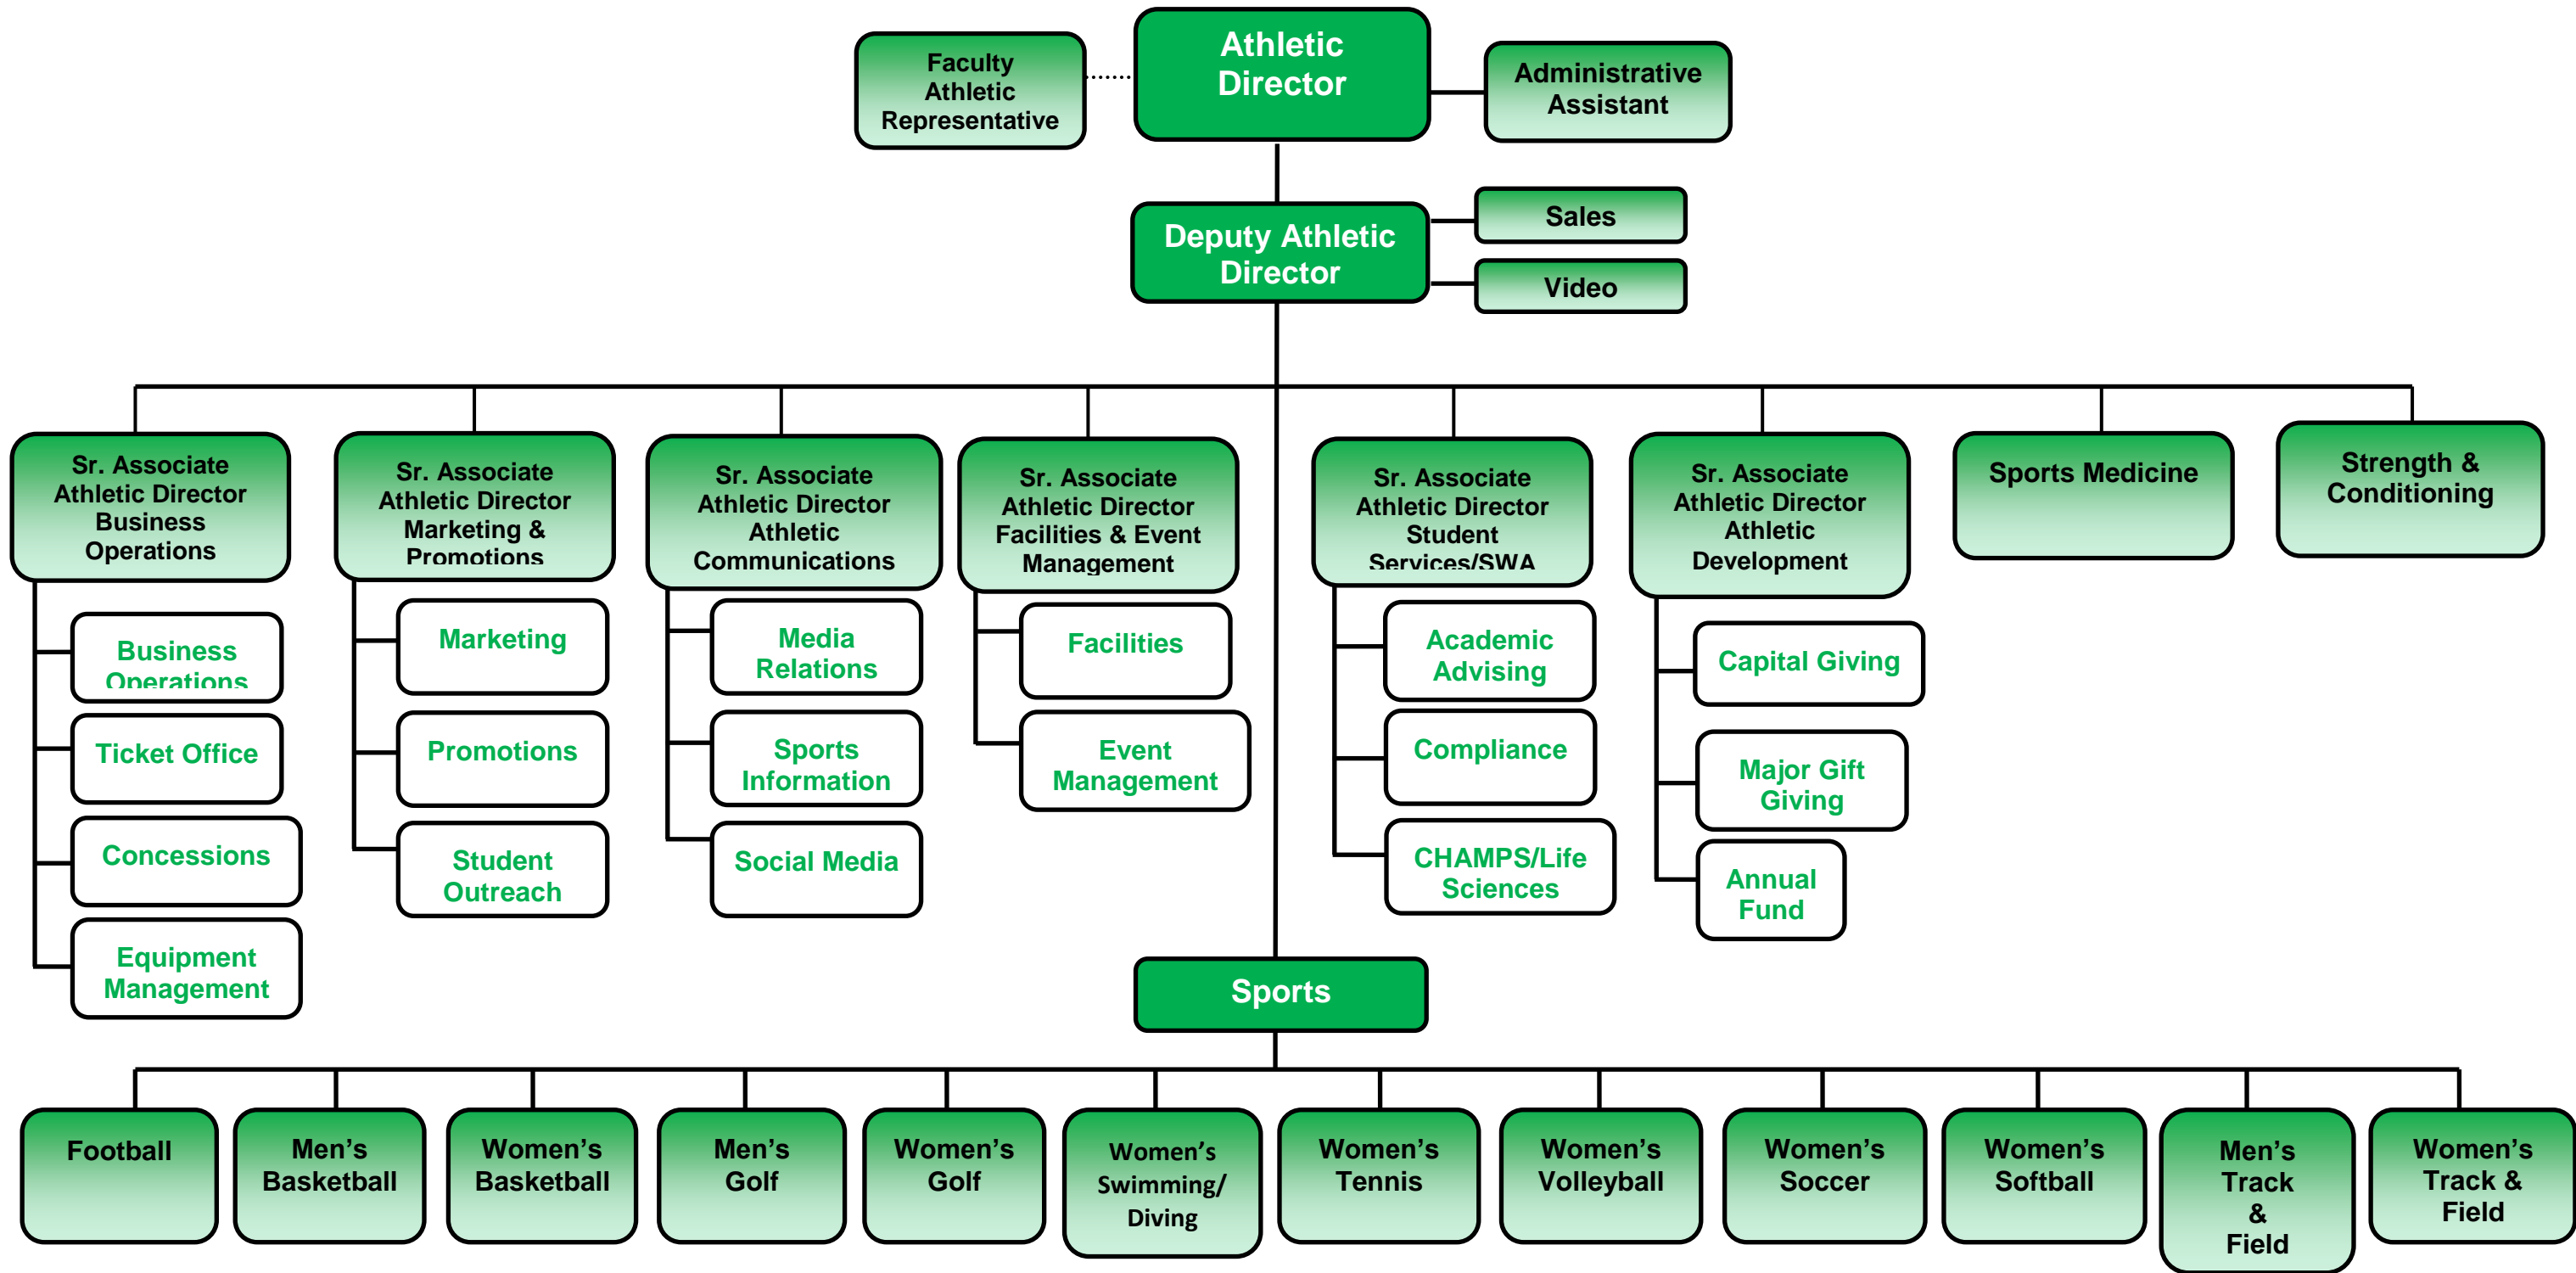 Athletic
Director
Faculty
Athletic
Representative
Administrative
Assistant
Deputy Athletic
Director
Sales
Video
Sr. Associate
Athletic Director
Business
Operations
Sr. Associate
Athletic Director
Marketing &
Promotions
Sr. Associate
Athletic Director
Athletic
Communications
Sr. Associate
Athletic Director
Facilities & Event
Management
Sr. Associate
Athletic Director
Student
Services/SWA
Sr. Associate
Athletic Director
Athletic
Development
Sports Medicine
Strength &
Conditioning
Business
Operations
Ticket Office
Concessions
Equipment
Management
Marketing
Promotions
Student
Outreach
Media
Relations
Sports
Information
Social Media
Facilities
Event
Management
Academic
Advising
Compliance
CHAMPS/Life
Sciences
Capital Giving
Major Gift
Giving
Annual
Fund
Sports
Football
Men’s
Basketball
Women’s
Basketball
Men’s
Golf
Women’s
Golf
Women’s
Swimming/
Diving
Women’s
Tennis
Women’s
Volleyball
Women’s
Soccer
Women’s
Softball
Men’s
Track
&
Field
Women’s
Track &
Field